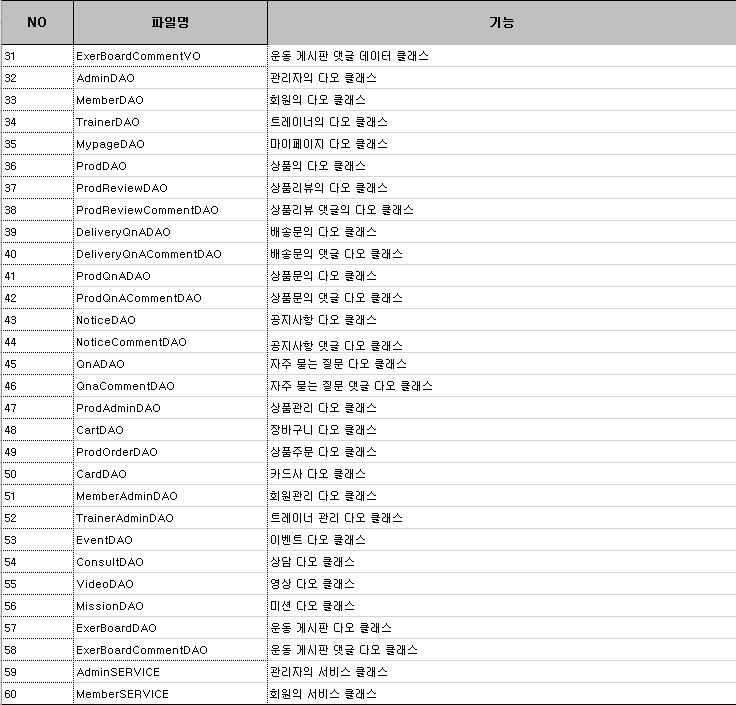 NO 파일명 기능
31 ExerBoardCommentVO 운동 게시판 댓글 데이터 클래스
32 AdminDAO 관리자의 다오 클래스
33 MemberDAO 회원의 다오 클래스
34 TrainerDAO 트레이너의 다오 클래스
35 MypageDAO 마이페이지 다오 클래스
36 ProdDAO 상품의 다오 클래스
37 ProdReviewDAO 상품리뷰의 다오 클래스
38 ProdReviewCommentDAO 상품리뷰 댓글의 다오 클래스
39 DeliveryQnADAO 배송문의 다오 클래스
40 DeliveryQnACommentDAO 배송문의 댓글 다오 클래스
41 ProdQnADAO 상품문의 다오 클래스
42 ProdQnACommentDAO 상품문의 댓글 다오 클래스
43 NoticeDAO 공지사항 다오 클래스
44 NoticeCommentDAO 공지사항 댓글 다오 클래스
45 QnADAO 자주 묻는 질문 다오 클래스
46 QnaCommentDAO 자주 묻는 질문 댓글 다오 클래스
47 ProdAdminDAO 상품관리 다오 클래스
48 CartDAO 장바구니 다오 클래스
49 ProdOrderDAO 상품주문 다오 클래스
50 CardDAO 카드사 다오 클래스
51 MemberAdminDAO 회원관리 다오 클래스
52 TrainerAdminDAO 트레이너 관리 다오 클래스
53 EventDAO 이벤트 다오 클래스
54 ConsultDAO 상담 다오 클래스
55 VideoDAO 영상 다오 클래스
56 MissionDAO 미션 다오 클래스
57 ExerBoardDAO 운동 게시판 다오 클래스
58 ExerBoardCommentDAO 운동 게시판 댓글 다오 클래스
59 AdminSERVICE 관리자의 서비스 클래스
60 MemberSERVICE 회원의 서비스 클래스